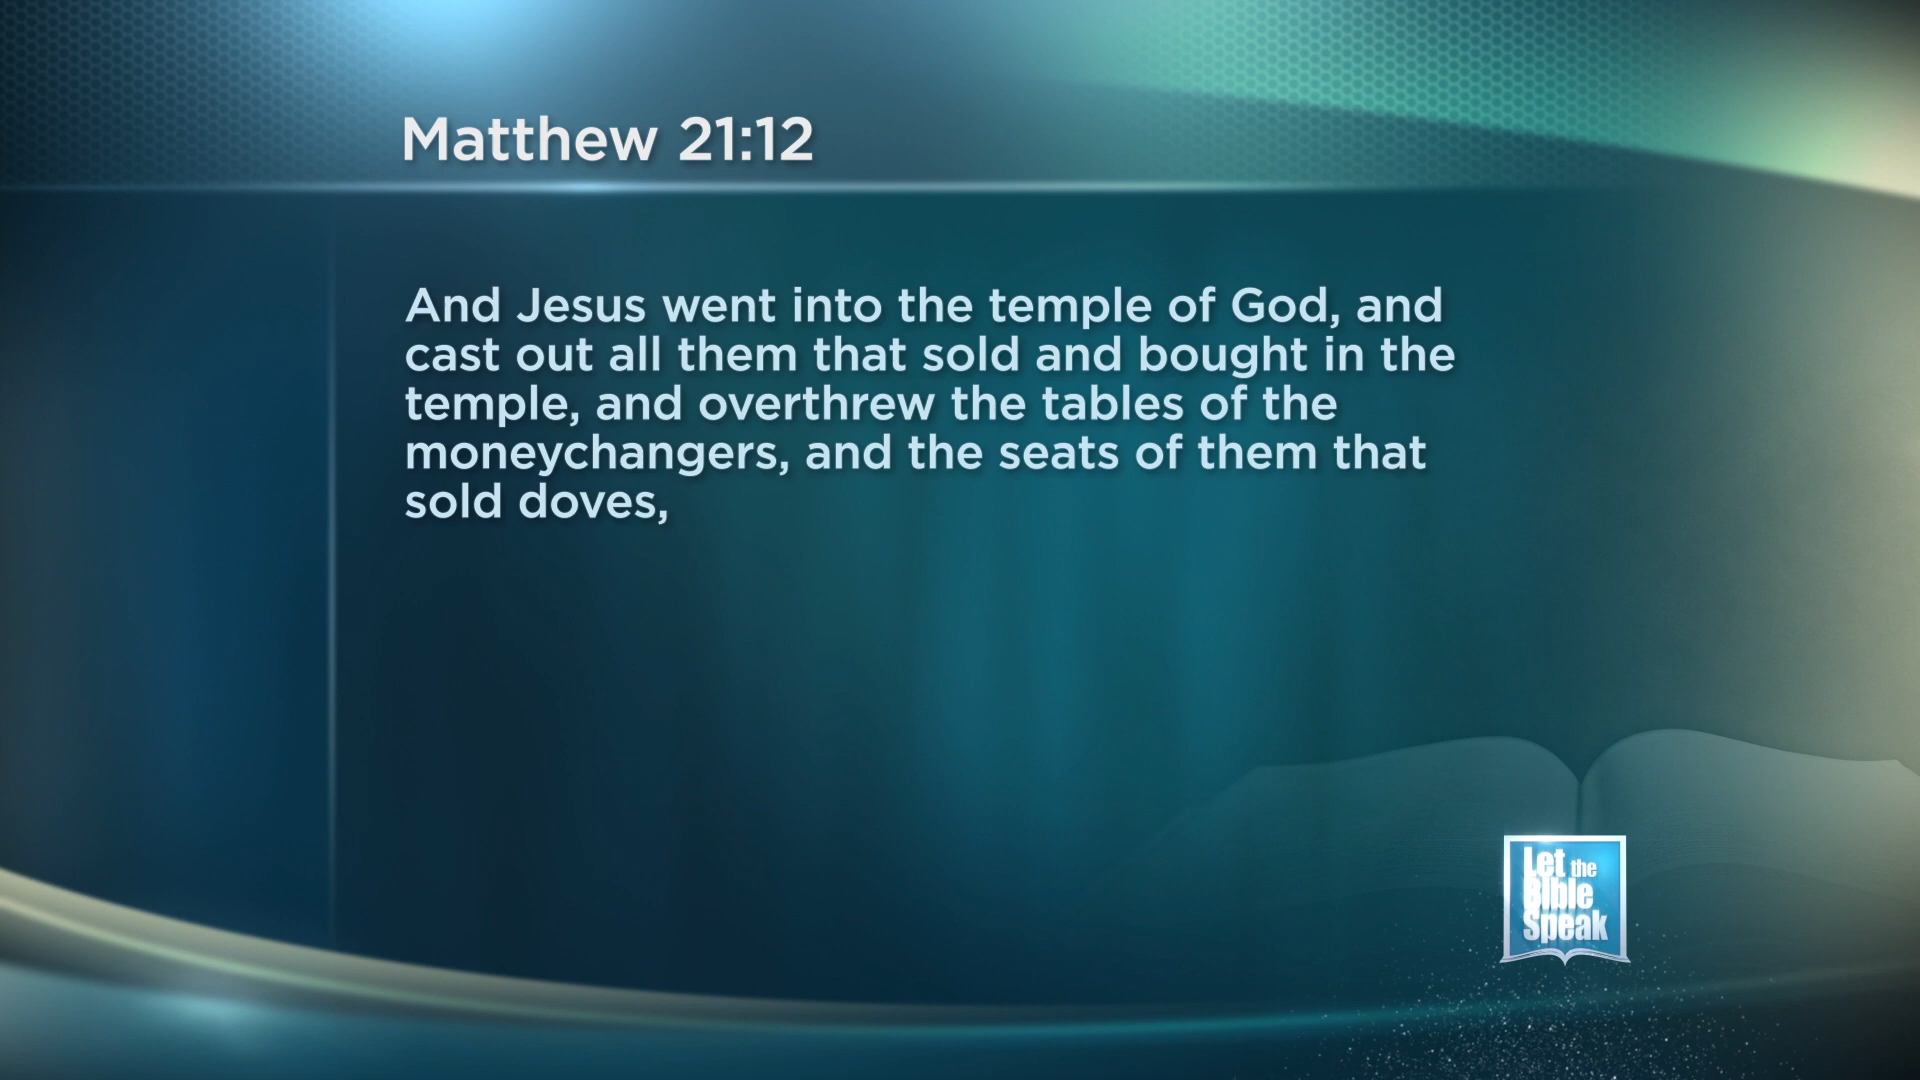 Matthew 21:12
And Jesus went into the temple of God, and
cast out all them that sold and bought in the
temple, and overthrew the tables of the
moneychangers, and the seats of them that
sold doves,
Let the
Bible
Speak